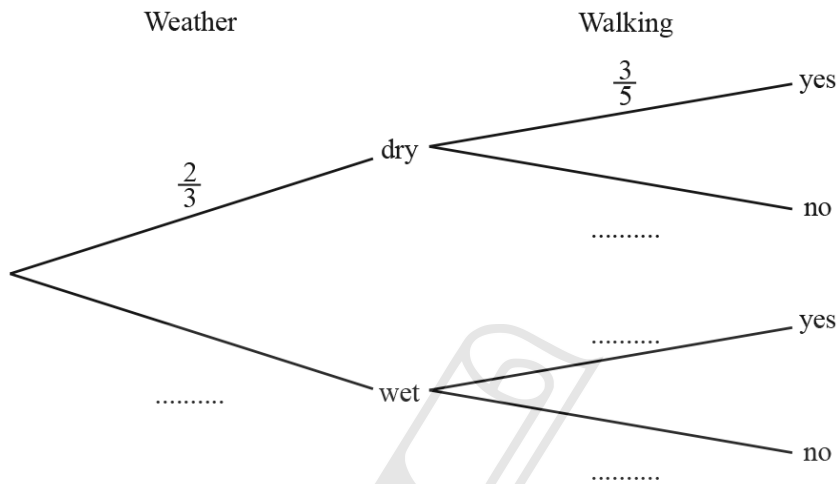 Weather Walking
3/5
yes
dry
2/3
no
..........
yes
..........
wet
..........
no
..........